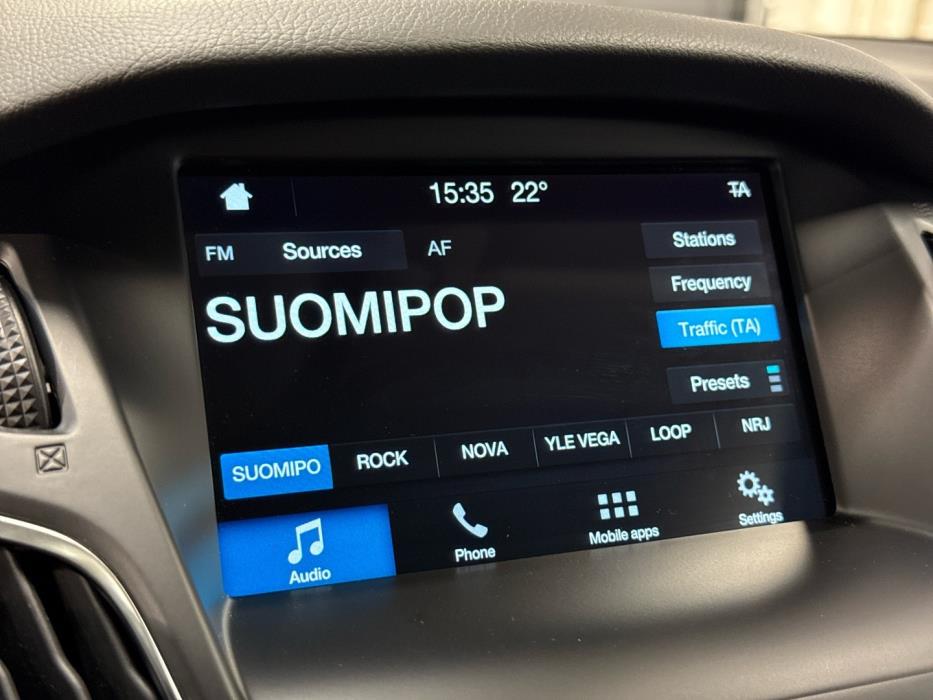 15:35 22° TA
FM Sources AF
Stations
SUOMIPOP
Frequency
Traffic (TA)
Presets
SUOMIPO ROCK NOVA YLE VEGA LOOP NRJ
Audio Phone Mobile apps Settings